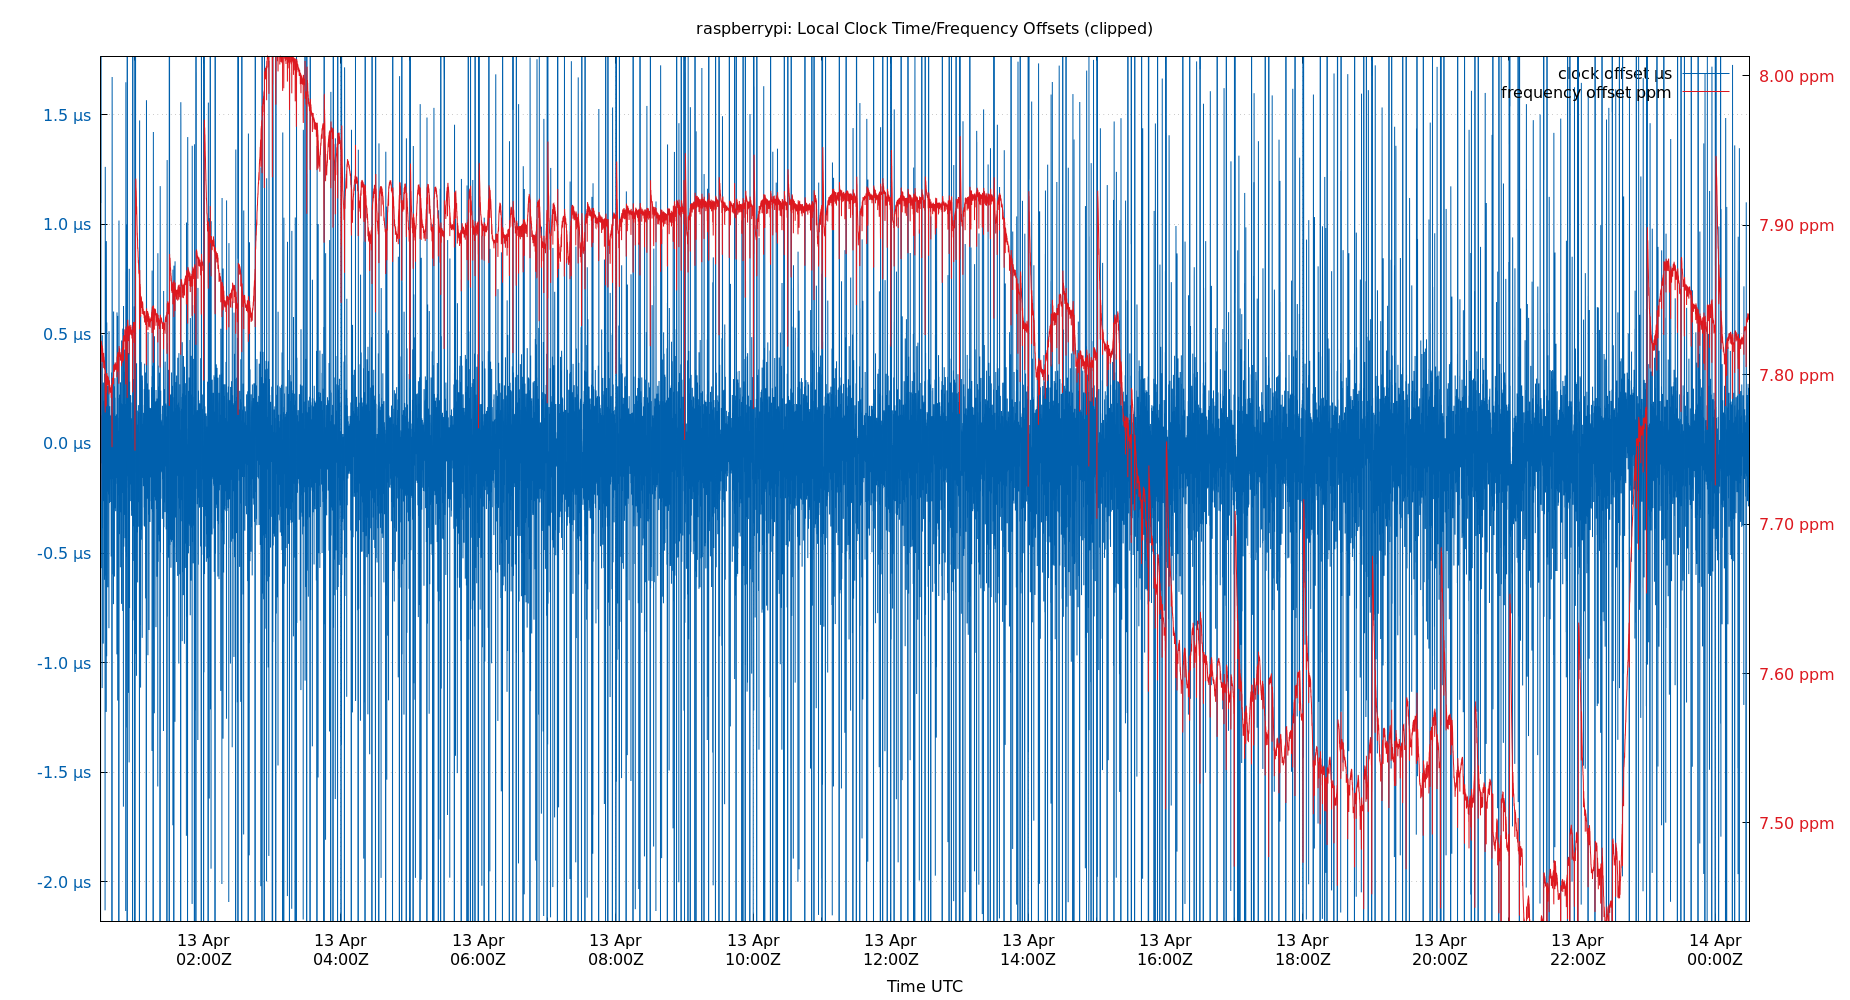 raspberrypi: Local Clock Time/Frequency Offsets (clipped)
clock offset µs
frequency offset ppm
1.5 µs
1.0 µs
0.5 µs
0.0 µs
-0.5 µs
-1.0 µs
-1.5 µs
-2.0 µs
8.00 ppm
7.90 ppm
7.80 ppm
7.70 ppm
7.60 ppm
7.50 ppm
13 Apr 13 Apr 13 Apr 13 Apr 13 Apr 13 Apr 13 Apr 13 Apr 13 Apr 13 Apr 13 Apr 14 Apr
02:00Z 04:00Z 06:00Z 08:00Z 10:00Z 12:00Z 14:00Z 16:00Z 18:00Z 20:00Z 22:00Z 00:00Z
Time UTC